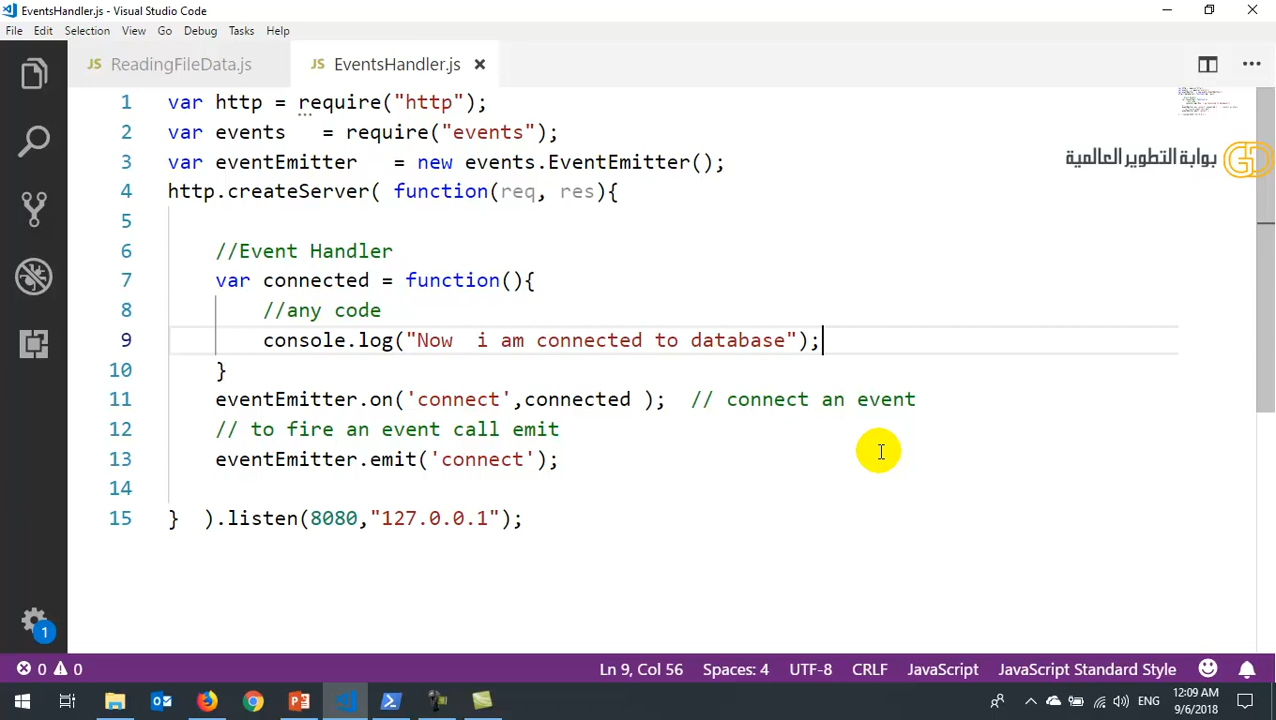 EventsHandler.js - Visual Studio Code
File Edit Selection View Go Debug Tasks Help
JS ReadingFileData.js JS EventsHandler.js
1 var http = require("http");
2 var events   = require("events");
3 var eventEmitter   = new events.EventEmitter();
بوابة التطوير العالمية
4 http.createServer( function(req, res){
5
6 //Event Handler
7 var connected = function(){
8 //any code
9 console.log("Now  i am connected to database");
10 }
11 eventEmitter.on('connect',connected );  // connect an event
12 // to fire an event call emit
13 eventEmitter.emit('connect');
14
15 }  ).listen(8080,"127.0.0.1");
1
0 0 Ln 9, Col 56 Spaces: 4 UTF-8 CRLF JavaScript JavaScript Standard Style
ENG 12:09 AM
9/6/2018